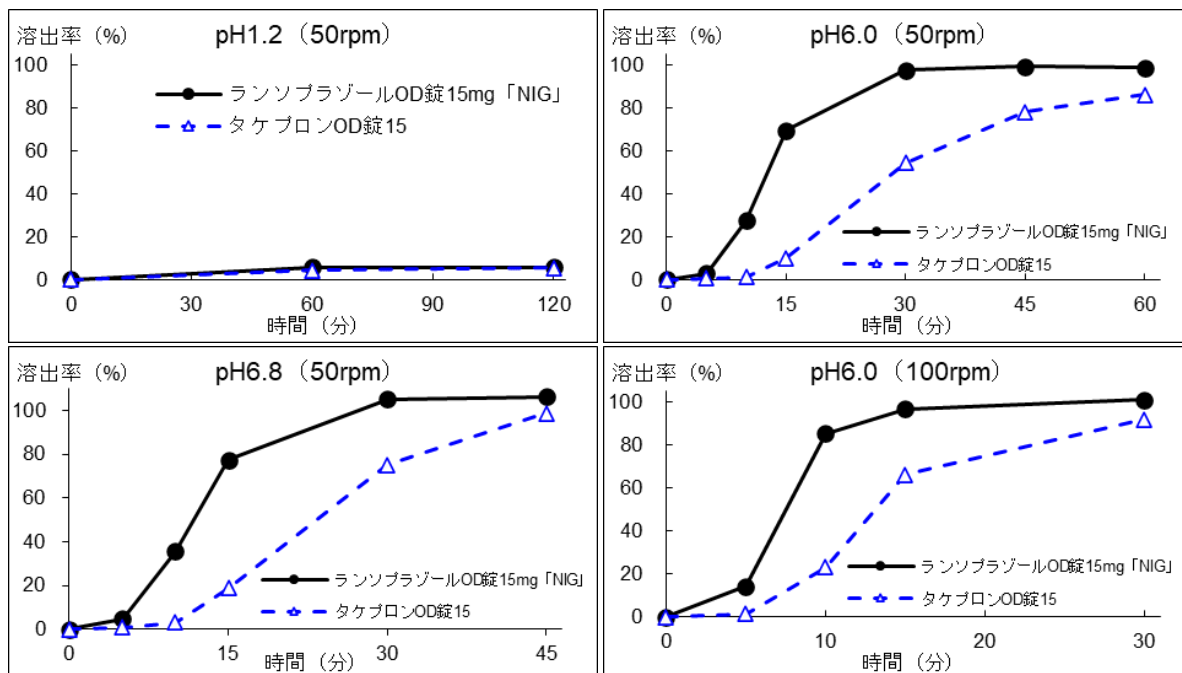 溶出率（%）
pH1.2（50rpm）
100
80
60
40
20
0
ランソプラゾールOD錠15mg「NIG」
タケプロンOD錠15
0 30 60 90 120
時間（分）
溶出率（%）
pH6.0（50rpm）
100
80
60
40
20
0
ランソプラゾールOD錠15mg「NIG」
タケプロンOD錠15
0 15 30 45 60
時間（分）
溶出率（%）
pH6.8（50rpm）
100
80
60
40
20
0
ランソプラゾールOD錠15mg「NIG」
タケプロンOD錠15
0 15 30 45
時間（分）
溶出率（%）
pH6.0（100rpm）
100
80
60
40
20
0
ランソプラゾールOD錠15mg「NIG」
タケプロンOD錠15
0 10 20 30
時間（分）